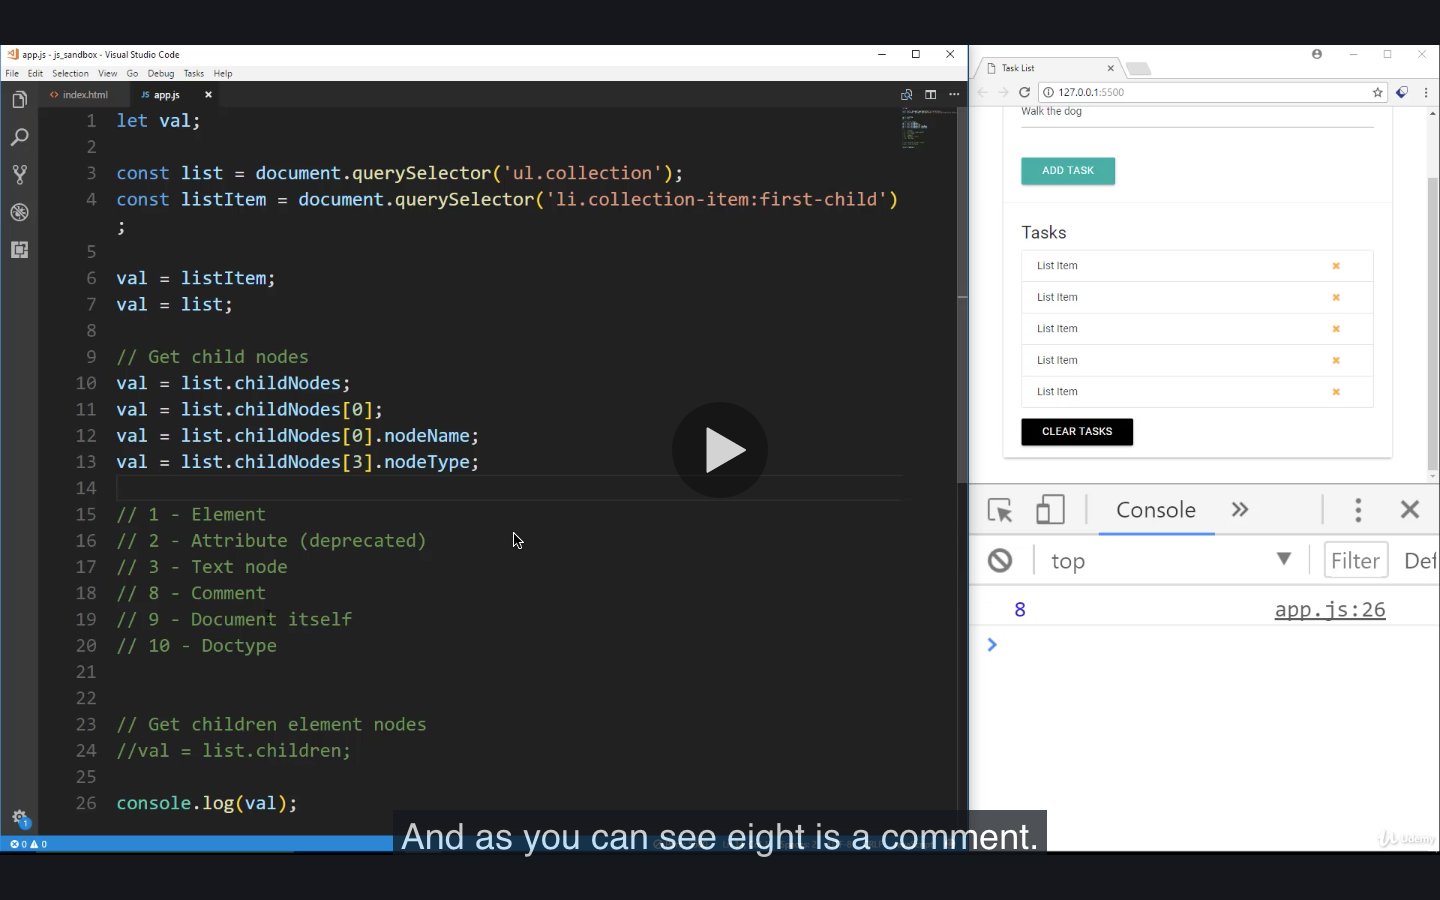 app.js - js_sandbox - Visual Studio Code
File Edit Selection View Go Debug Tasks Help
<> index.html JS app.js
1 let val;
2
3 const list = document.querySelector('ul.collection');
4 const listItem = document.querySelector('li.collection-item:first-child')
;
5
6 val = listItem;
7 val = list;
8
9 // Get child nodes
10 val = list.childNodes;
11 val = list.childNodes[0];
12 val = list.childNodes[0].nodeName;
13 val = list.childNodes[3].nodeType;
14
15 // 1 - Element
16 // 2 - Attribute (deprecated)
17 // 3 - Text node
18 // 8 - Comment
19 // 9 - Document itself
20 // 10 - Doctype
21
22
23 // Get children element nodes
24 //val = list.children;
25
26 console.log(val);
1
0 0
And as you can see eight is a comment.
Task List
127.0.0.1:5500
Walk the dog
ADD TASK
Tasks
List Item
List Item
List Item
List Item
List Item
CLEAR TASKS
Console
top Filter Def
8 app.js:26
Udemy